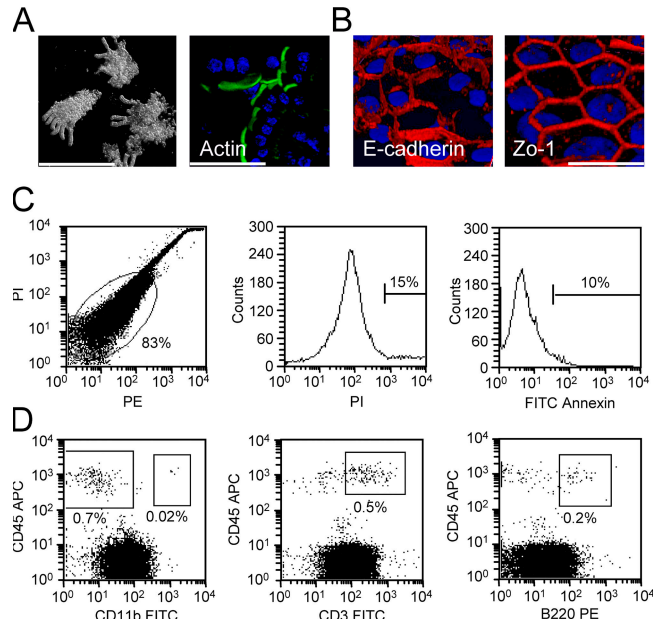 A
B
Actin
E-cadherin
Zo-1
C
PI
10⁴
10³
10²
10¹
10⁰
83%
10⁰ 10¹ 10² 10³ 10⁴
PE
Counts
300
240
180
120
60
0
15%
10⁰ 10¹ 10² 10³ 10⁴
PI
Counts
300
240
180
120
60
0
10%
10⁰ 10¹ 10² 10³ 10⁴
FITC Annexin
D
CD45 APC
10⁴
10³
10²
10¹
10⁰
0.7%
0.02%
10⁰ 10¹ 10² 10³ 10⁴
CD11b FITC
CD45 APC
10⁴
10³
10²
10¹
10⁰
0.5%
10⁰ 10¹ 10² 10³ 10⁴
CD3 FITC
CD45 APC
10⁴
10³
10²
10¹
10⁰
0.2%
10⁰ 10¹ 10² 10³ 10⁴
B220 PE